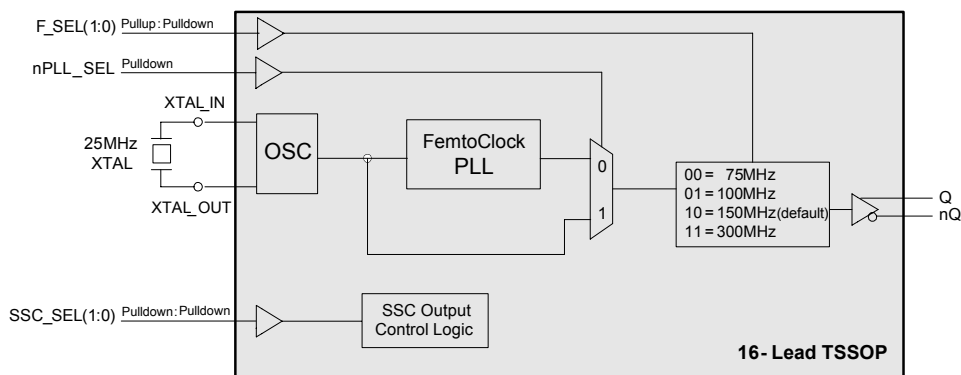 F_SEL(1:0) Pullup:Pulldown
nPLL_SEL Pulldown
XTAL_IN
25MHz
XTAL
XTAL_OUT
OSC
FemtoClock
PLL
0
1
00 = 75MHz
01 = 100MHz
10 = 150MHz(default)
11 = 300MHz
Q
nQ
SSC_SEL(1:0) Pulldown:Pulldown
SSC Output
Control Logic
16- Lead TSSOP